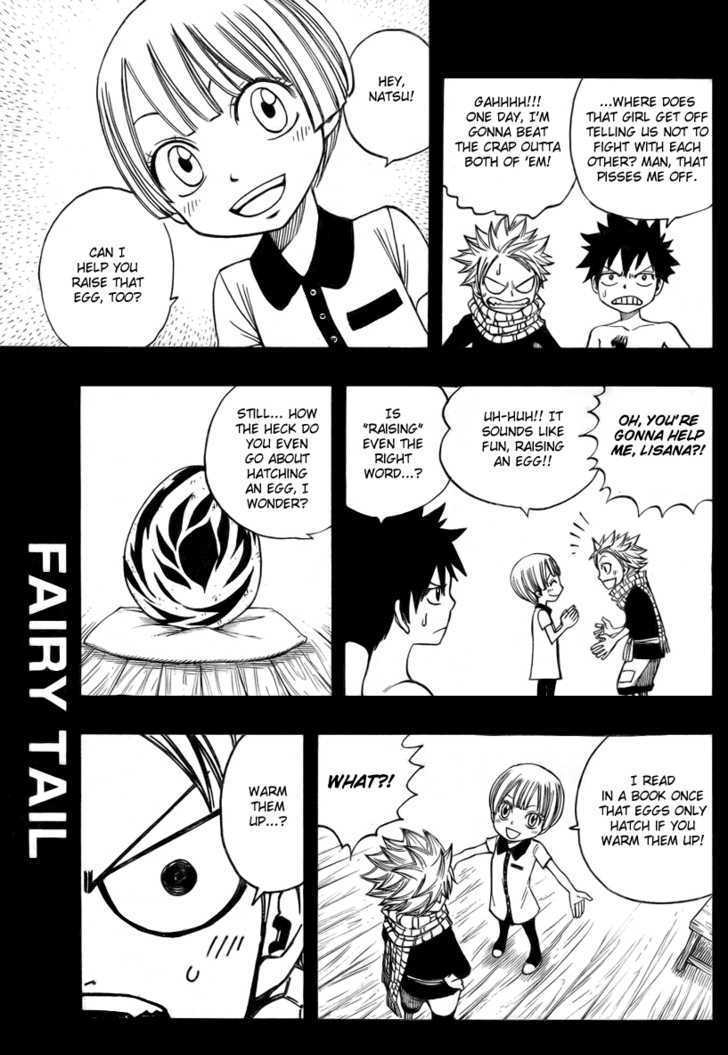 ...WHERE DOES
THAT GIRL GET OFF
TELLING US NOT TO
FIGHT WITH EACH
OTHER? MAN, THAT
PISSES ME OFF.
GAHHHH!!!
ONE DAY, I'M
GONNA BEAT
THE CRAP OUTTA
BOTH OF 'EM!
HEY,
NATSU!
CAN I
HELP YOU
RAISE THAT
EGG, TOO?
OH, YOU'RE
GONNA HELP
ME, LISANA?!
UH-HUH!! IT
SOUNDS LIKE
FUN, RAISING
AN EGG!!
IS
"RAISING"
EVEN THE
RIGHT
WORD...?
STILL... HOW
THE HECK DO
YOU EVEN
GO ABOUT
HATCHING
AN EGG, I
WONDER?
I READ
IN A BOOK ONCE
THAT EGGS ONLY
HATCH IF YOU
WARM THEM UP!
WHAT?!
WARM
THEM
UP...?
FAIRY TAIL